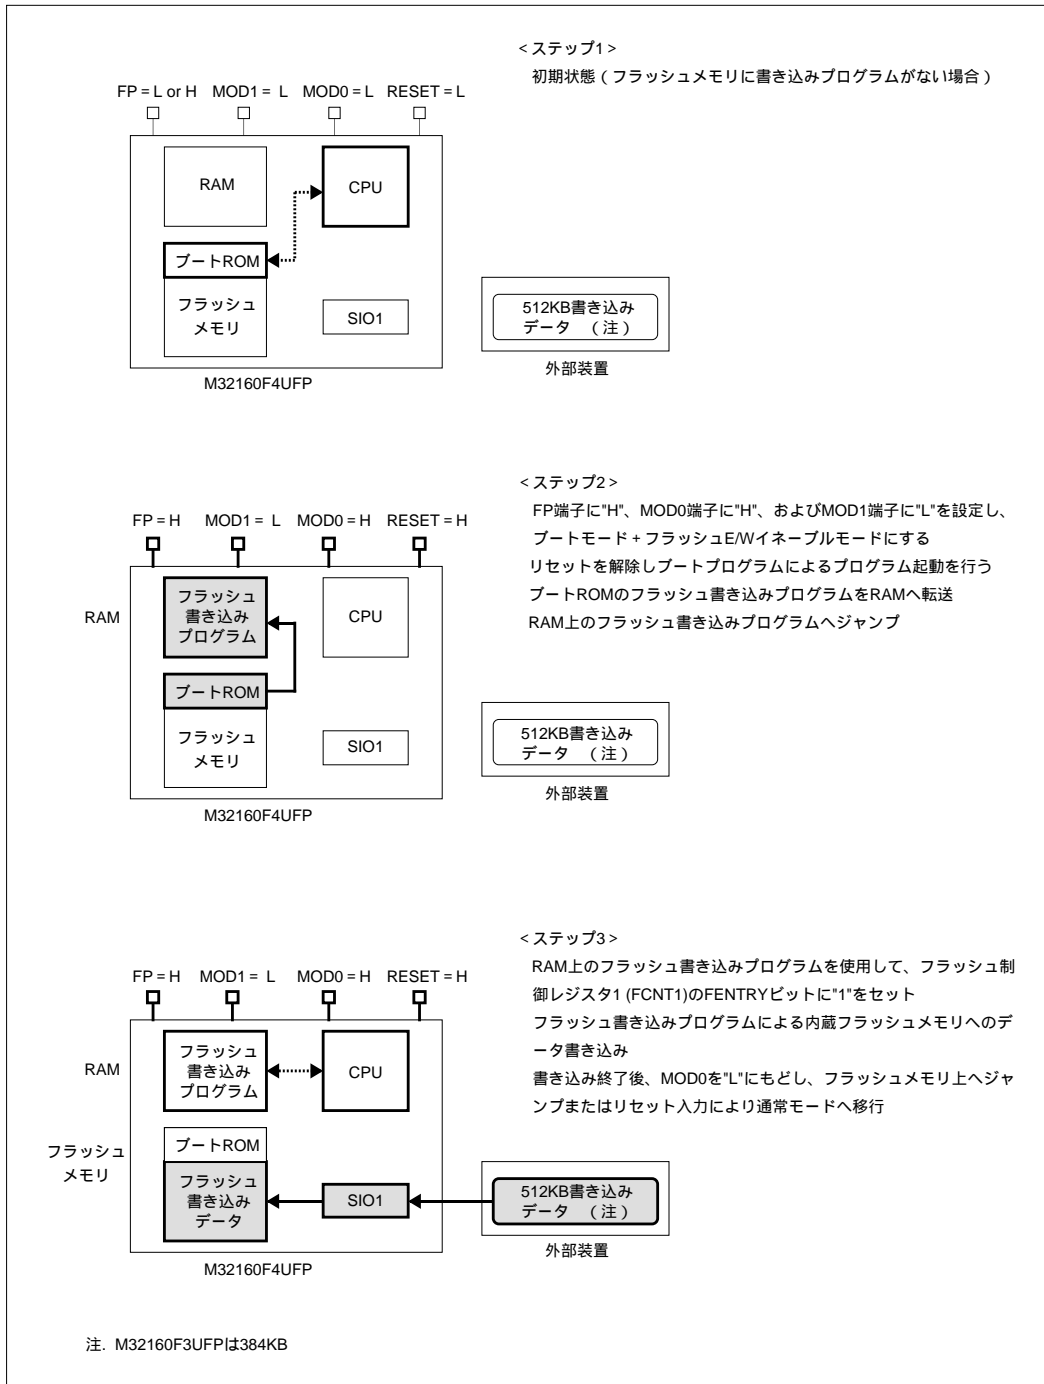 <ステップ1>
初期状態（フラッシュメモリに書き込みプログラムがない場合）
FP = L or H MOD1 = L MOD0 = L RESET = L
RAM
CPU
ブートROM
フラッシュ
メモリ
SIO1
M32160F4UFP
512KB書き込み
データ （注）
外部装置
<ステップ2>
FP端子に"H"、MOD0端子に"H"、およびMOD1端子に"L"を設定し、
ブートモード + フラッシュE/Wイネーブルモードにする
リセットを解除しブートプログラムによるプログラム起動を行う
ブートROMのフラッシュ書き込みプログラムをRAMへ転送
RAM上のフラッシュ書き込みプログラムへジャンプ
FP = H MOD1 = L MOD0 = H RESET = H
RAM
フラッシュ
書き込み
プログラム
CPU
ブートROM
フラッシュ
メモリ
SIO1
M32160F4UFP
512KB書き込み
データ （注）
外部装置
<ステップ3>
RAM上のフラッシュ書き込みプログラムを使用して、フラッシュ制
御レジスタ1 (FCNT1)のFENTRYビットに"1"をセット
フラッシュ書き込みプログラムによる内蔵フラッシュメモリへのデ
ータ書き込み
書き込み終了後、MOD0を"L"にもどし、フラッシュメモリ上へジャ
ンプまたはリセット入力により通常モードへ移行
FP = H MOD1 = L MOD0 = H RESET = H
RAM
フラッシュ
書き込み
プログラム
CPU
フラッシュ
メモリ
ブートROM
フラッシュ
書き込み
データ
SIO1
M32160F4UFP
512KB書き込み
データ （注）
外部装置
注. M32160F3UFPは384KB